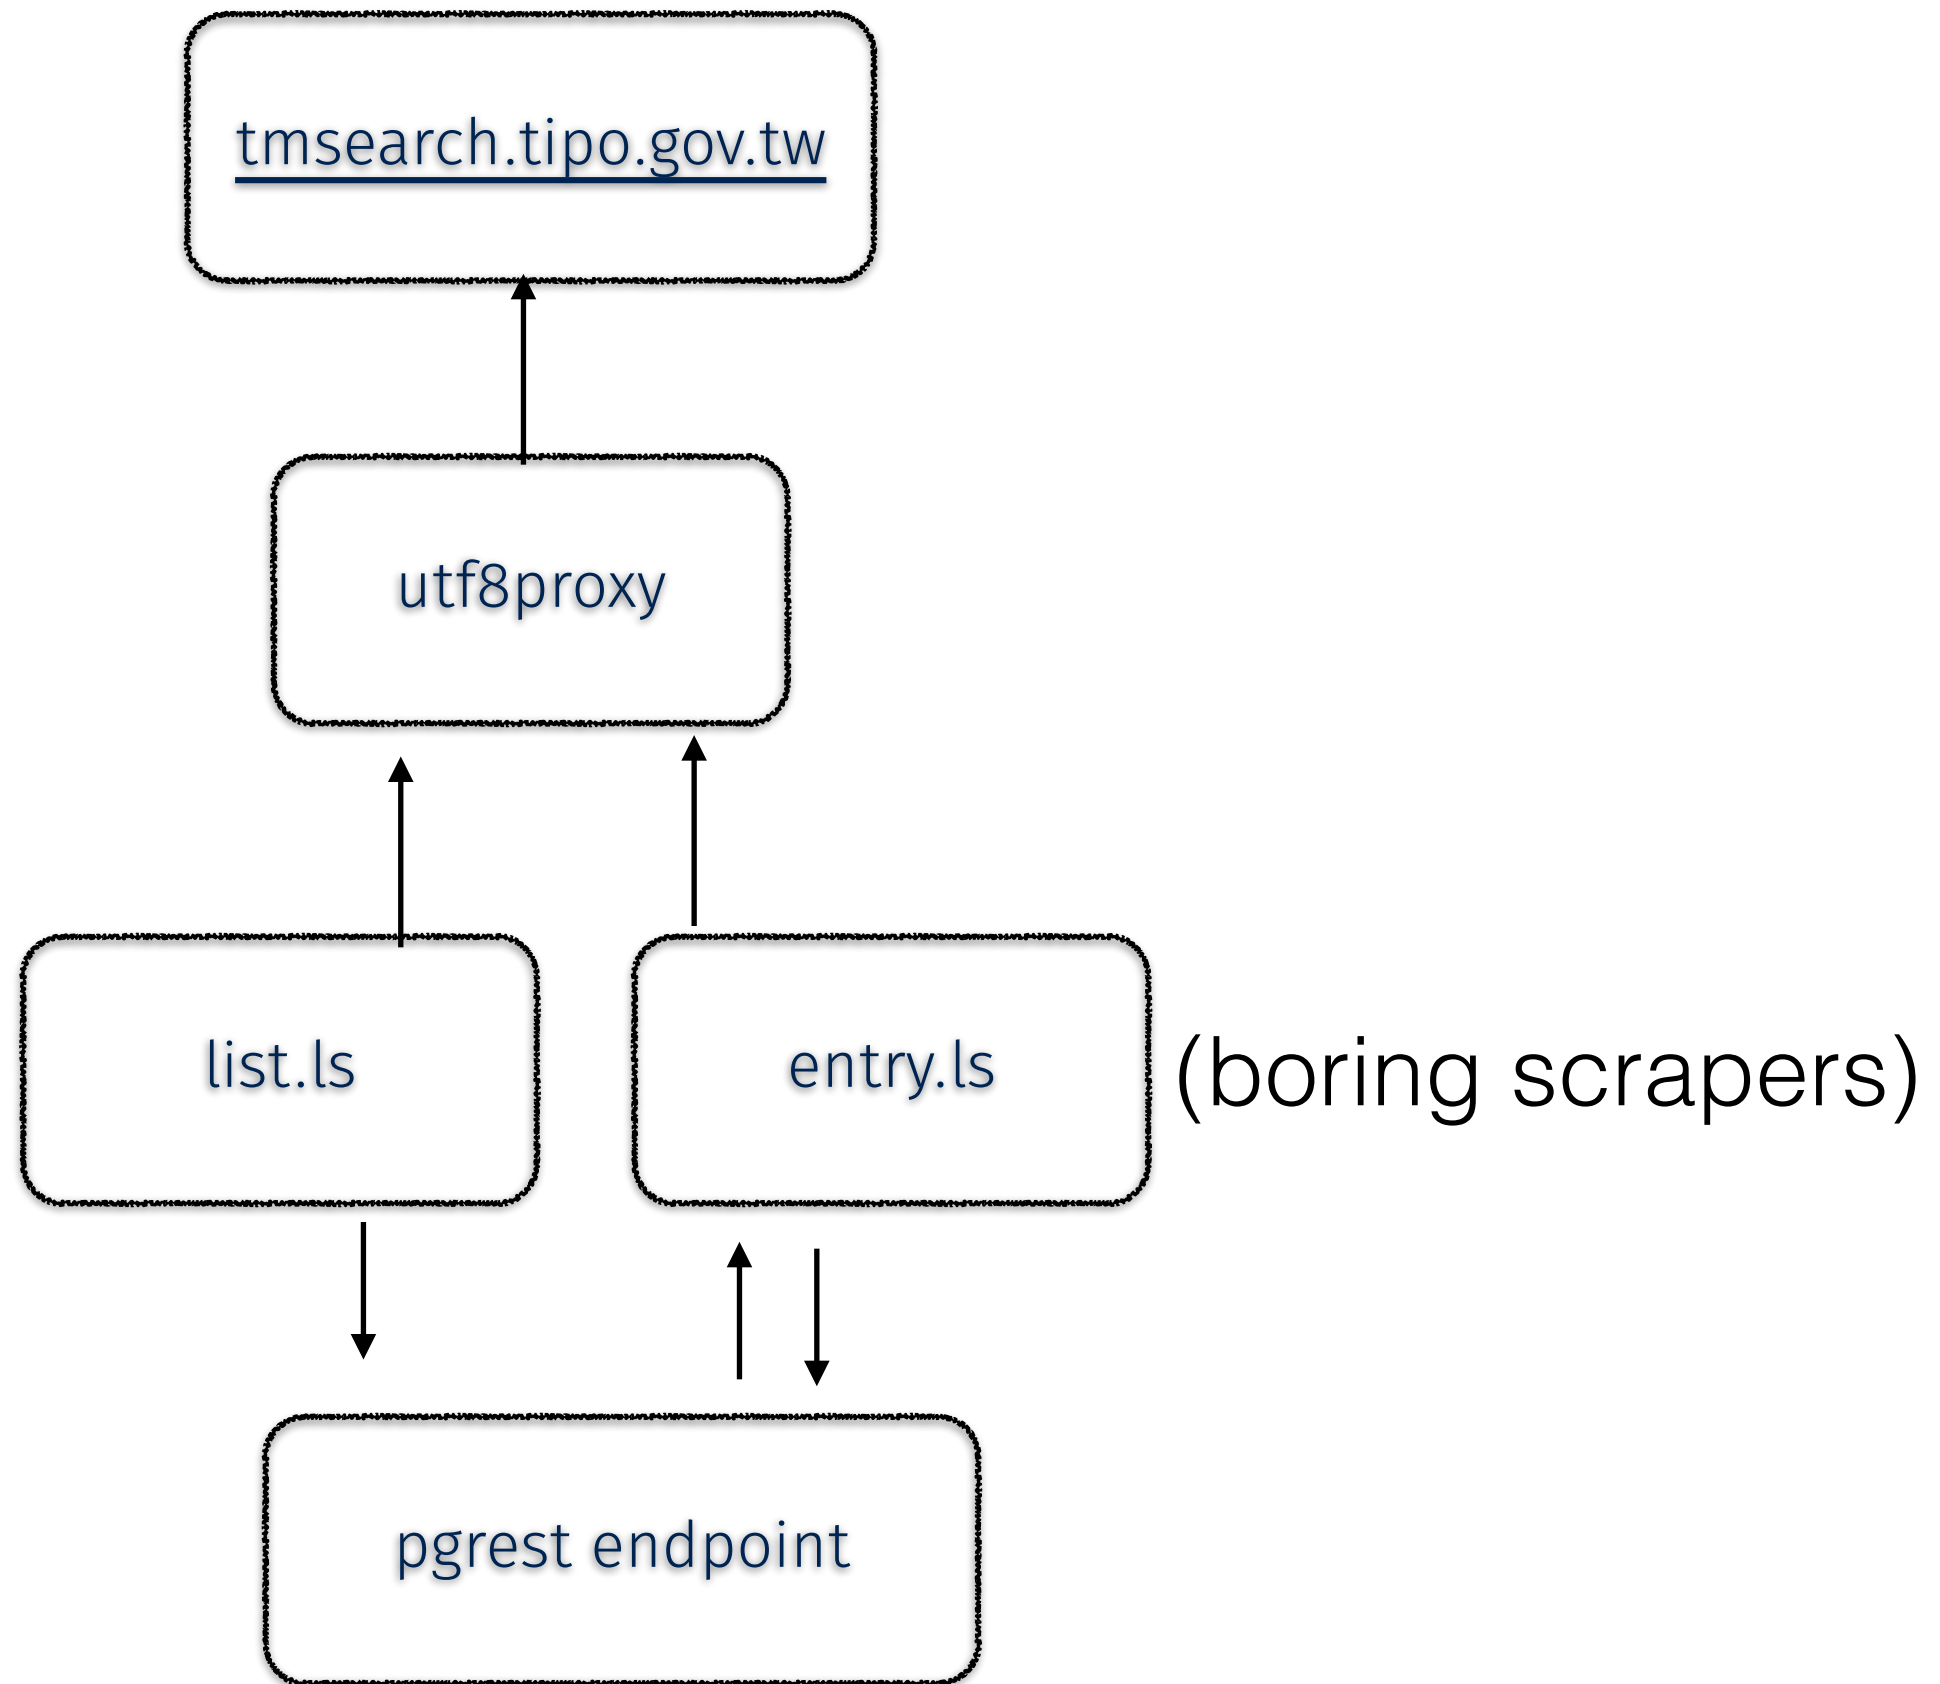 tmsearch.tipo.gov.tw
utf8proxy
list.ls
entry.ls
(boring scrapers)
pgrest endpoint